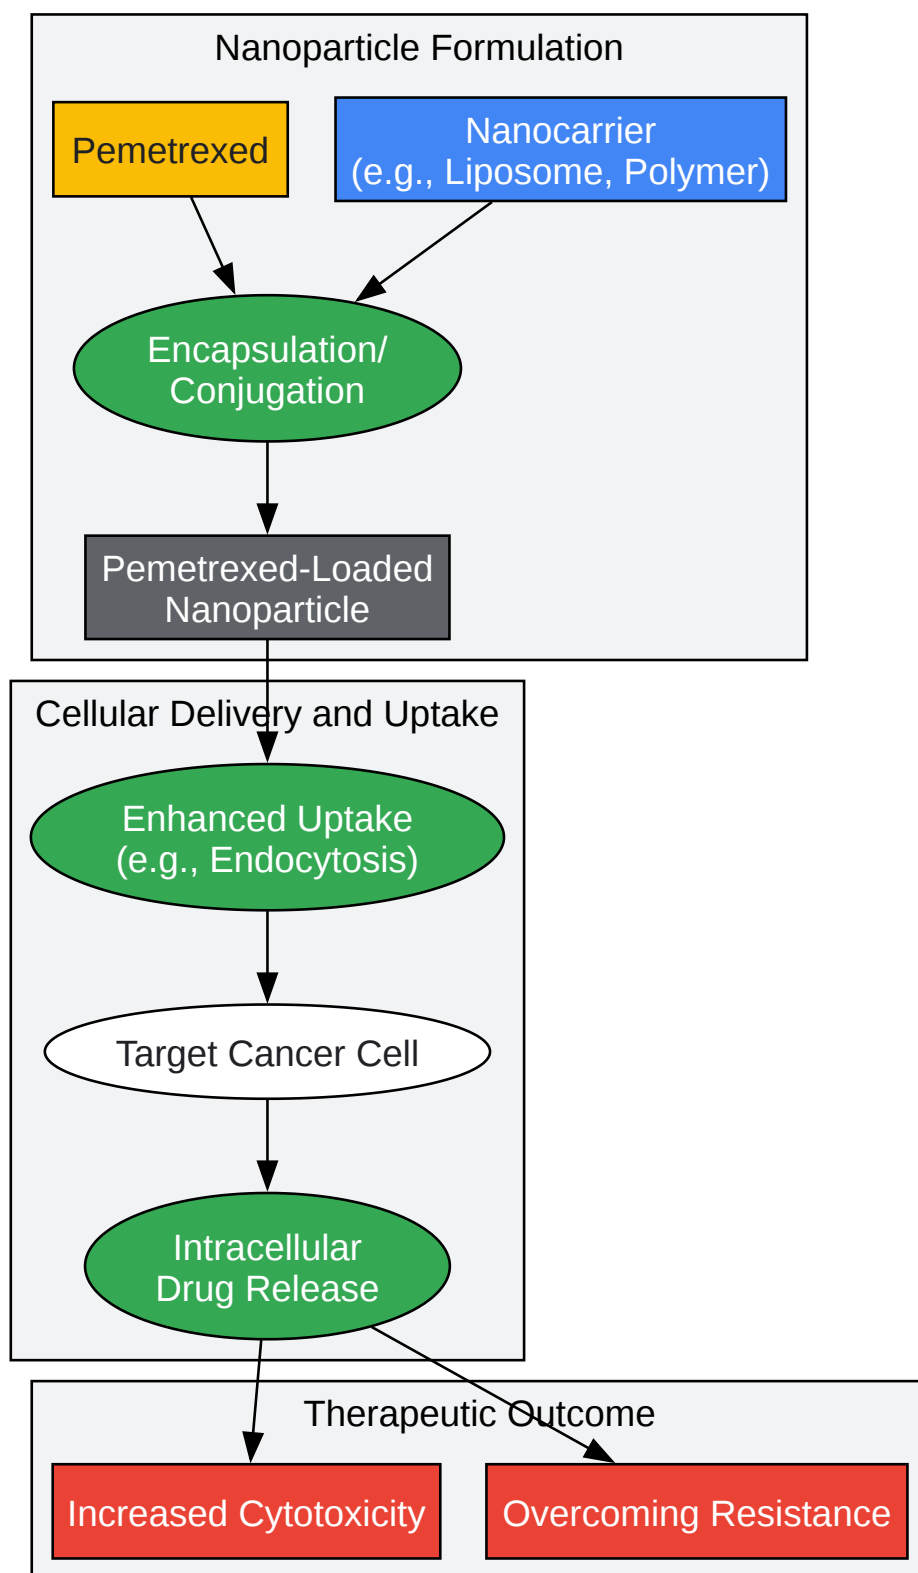 Nanoparticle Formulation
Pemetrexed
Nanocarrier
(e.g., Liposome, Polymer)
Encapsulation/
Conjugation
Pemetrexed-Loaded
Nanoparticle
Cellular Delivery and Uptake
Enhanced Uptake
(e.g., Endocytosis)
Target Cancer Cell
Intracellular
Drug Release
Therapeutic Outcome
Increased Cytotoxicity
Overcoming Resistance